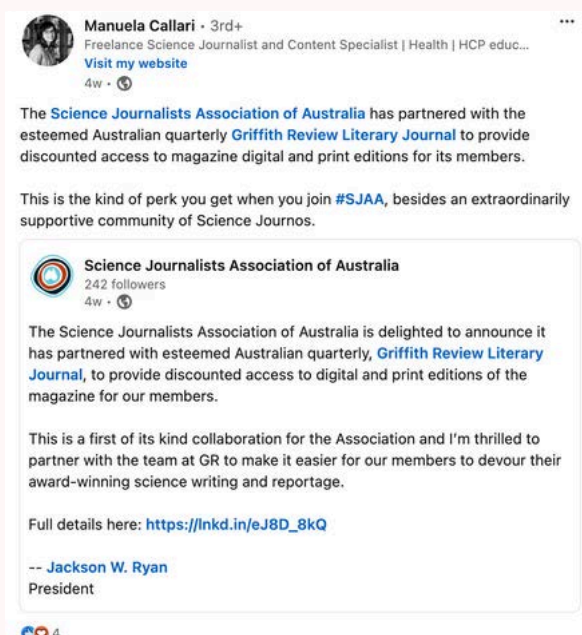 Manuela Callari • 3rd+
Freelance Science Journalist and Content Specialist | Health | HCP educ...
Visit my website
4w •
The Science Journalists Association of Australia has partnered with the
esteemed Australian quarterly Griffith Review Literary Journal to provide
discounted access to magazine digital and print editions for its members.
This is the kind of perk you get when you join #SJAA, besides an extraordinarily
supportive community of Science Journos.
Science Journalists Association of Australia
242 followers
4w •
The Science Journalists Association of Australia is delighted to announce it
has partnered with esteemed Australian quarterly, Griffith Review Literary
Journal, to provide discounted access to digital and print editions of the
magazine for our members.
This is a first of its kind collaboration for the Association and I'm thrilled to
partner with the team at GR to make it easier for our members to devour their
award-winning science writing and reportage.
Full details here: https://lnkd.in/eJ8D_8kQ
-- Jackson W. Ryan
President
4